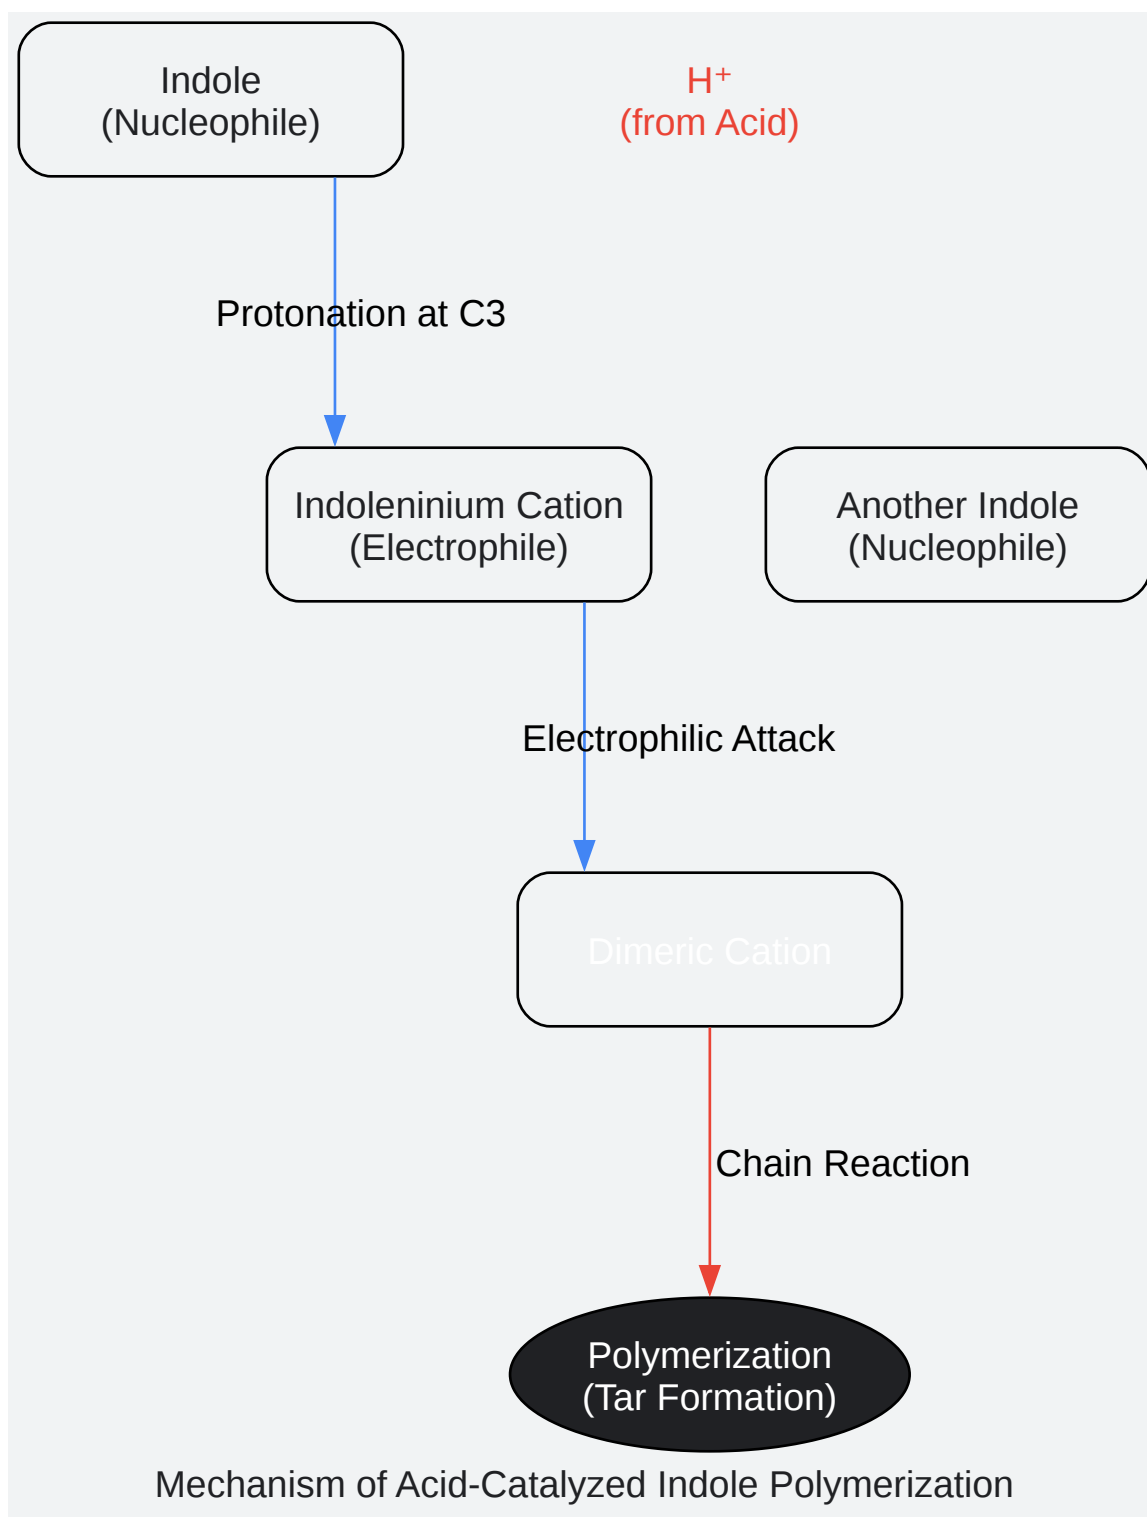 Indole
(Nucleophile)
H⁺
(from Acid)
Protonation at C3
Indoleninium Cation
(Electrophile)
Another Indole
(Nucleophile)
Electrophilic Attack
Dimeric Cation
Chain Reaction
Polymerization
(Tar Formation)
Mechanism of Acid-Catalyzed Indole Polymerization